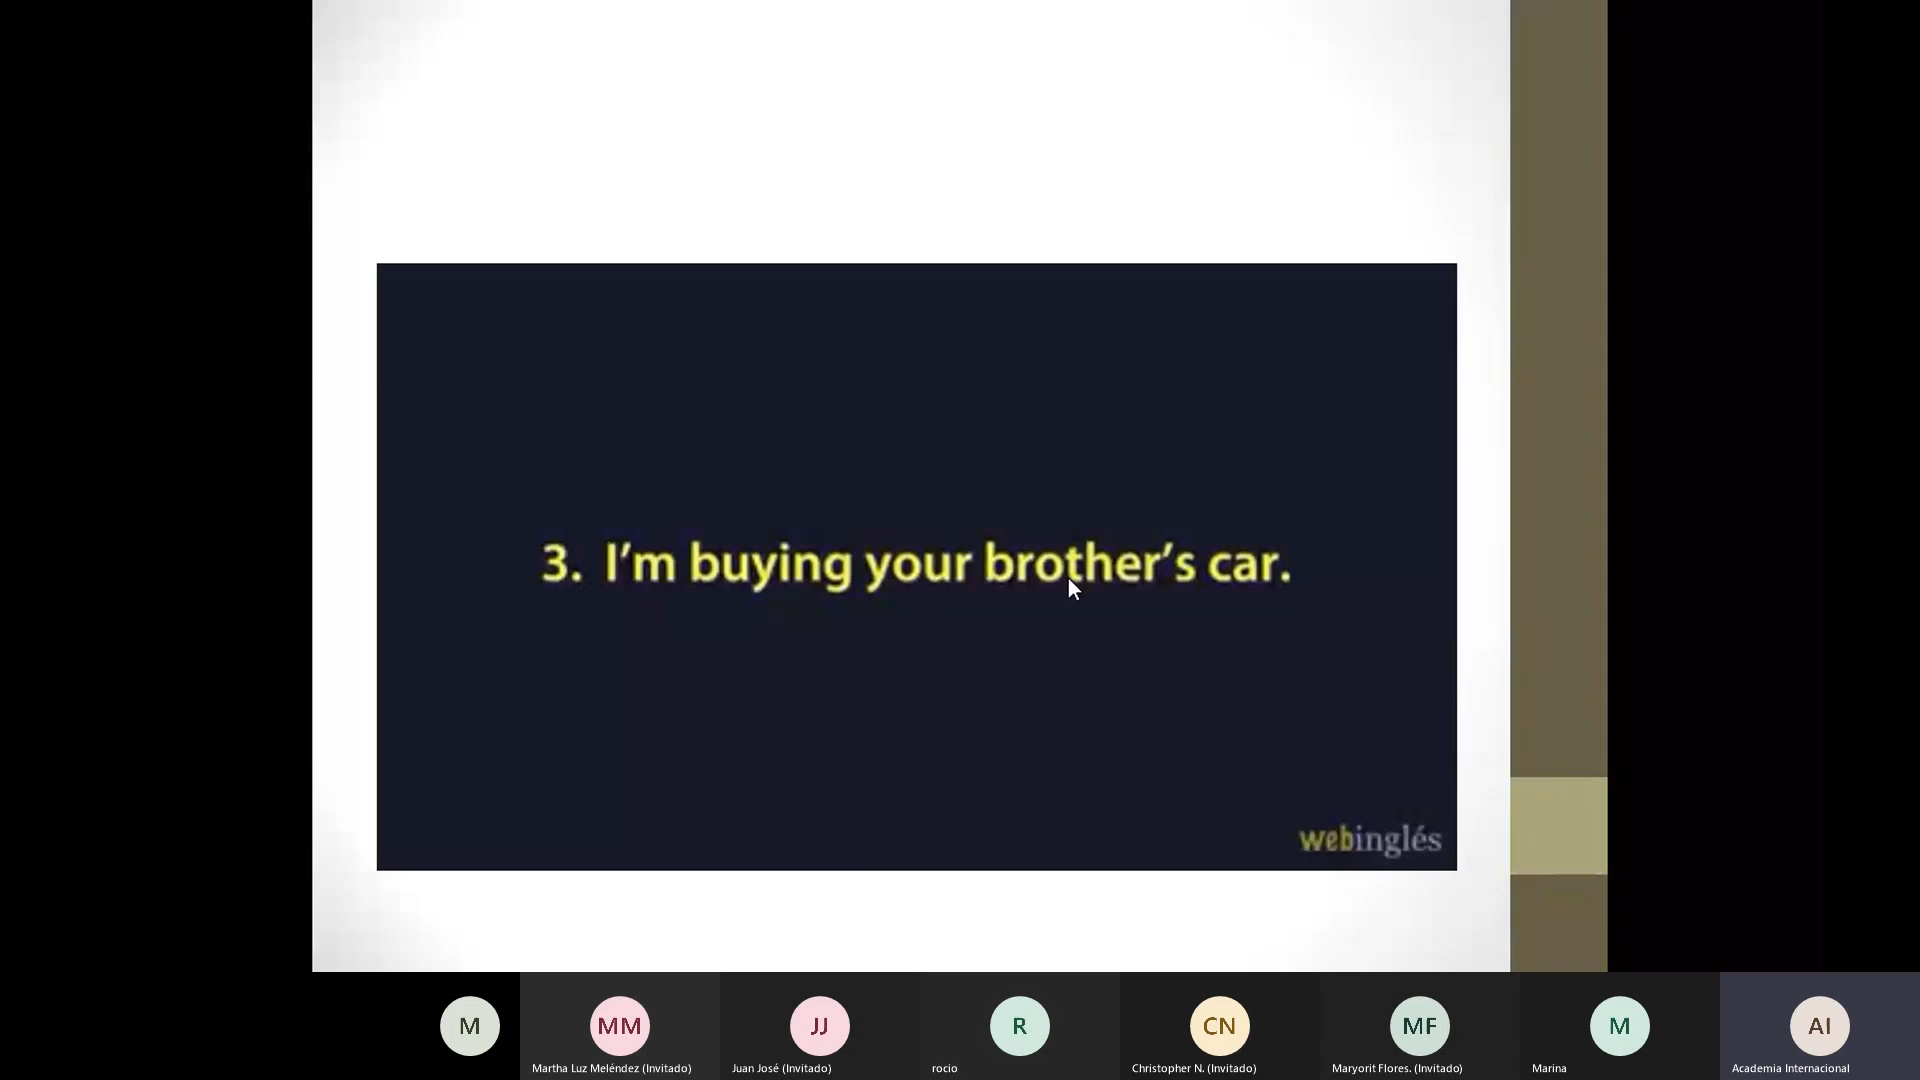 3. I’m buying your brother’s car.
webinglés
M
MM
JJ
R
CN
MF
M
AI
Martha Luz Meléndez (Invitado)
Juan José (Invitado)
rocio
Christopher N. (Invitado)
Maryorit Flores. (Invitado)
Marina
Academia Internacional